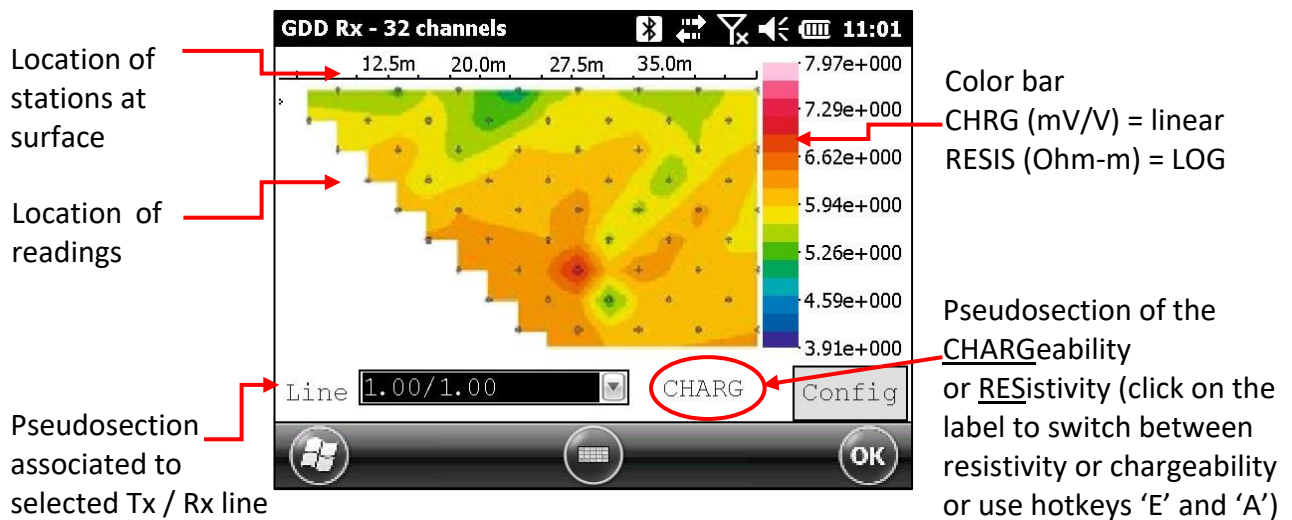 GDD Rx - 32 channels 11:01
Location of
stations at
surface
12.5m 20.0m 27.5m 35.0m
7.97e+000
7.29e+000
6.62e+000
5.94e+000
5.26e+000
4.59e+000
3.91e+000
Color bar
CHRG (mV/V) = linear
RESIS (Ohm-m) = LOG
Location of
readings
Pseudosection of the
CHARGeability
or RESistivity (click on the
label to switch between
resistivity or chargeability
or use hotkeys ‘E’ and ‘A’)
Line 1.00/1.00 CHARG Config
Pseudosection
associated to
selected Tx / Rx line
OK